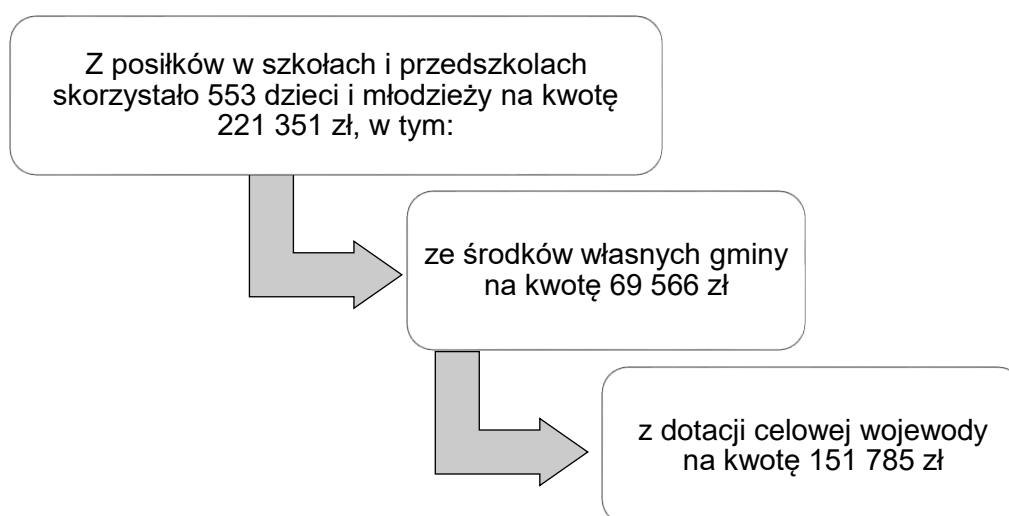 Z posiłków w szkołach i przedszkolach
skorzystało 553 dzieci i młodzieży na kwotę
221 351 zł, w tym:
ze środków własnych gminy
na kwotę 69 566 zł
z dotacji celowej wojewody
na kwotę 151 785 zł